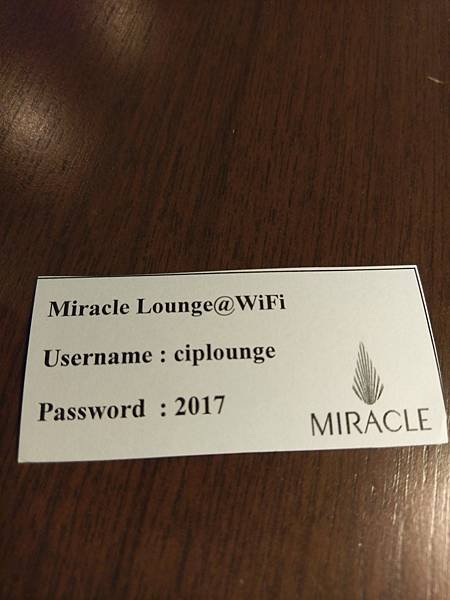 Miracle Lounge@WiFi
Username : ciplounge
Password : 2017
MIRACLE